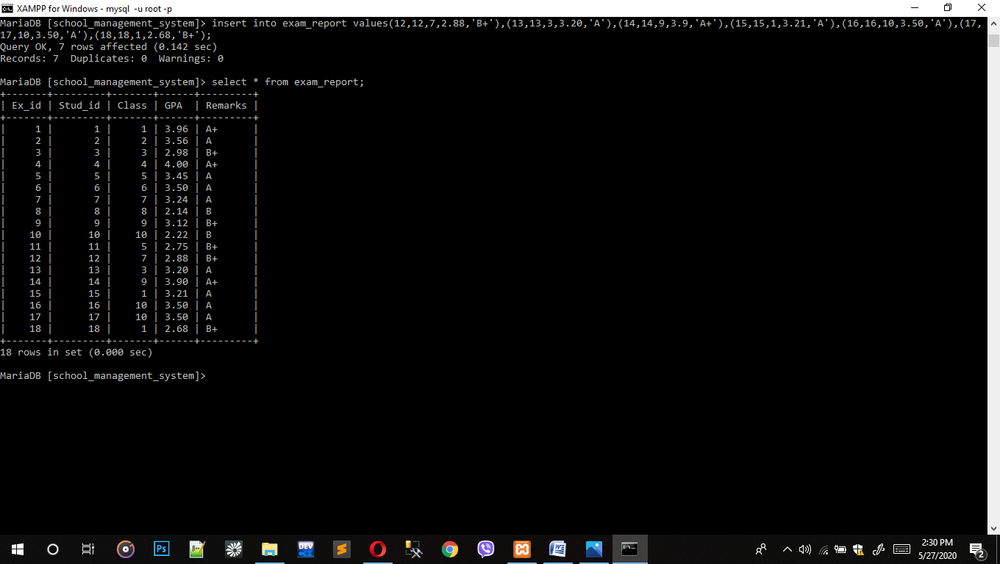 XAMPP for Windows - mysql -u root -p
MariaDB [school_management_system]> insert into exam_report values(12,12,7,2.88,'B+'),(13,13,3,3.20,'A'),(14,14,9,3.9,'A+'),(15,15,1,3.21,'A'),(16,16,10,3.50,'A'),(17,
17,10,3.50,'A'),(18,18,1,2.68,'B+');
Query OK, 7 rows affected (0.142 sec)
Records: 7  Duplicates: 0  Warnings: 0
MariaDB [school_management_system]> select * from exam_report;
+-------+---------+-------+------+---------+
| Ex_id | Stud_id | Class | GPA  | Remarks |
+-------+---------+-------+------+---------+
|     1 |       1 |     1 | 3.96 | A+      |
|     2 |       2 |     2 | 3.56 | A       |
|     3 |       3 |     3 | 2.98 | B+      |
|     4 |       4 |     4 | 4.00 | A+      |
|     5 |       5 |     5 | 3.45 | A       |
|     6 |       6 |     6 | 3.50 | A       |
|     7 |       7 |     7 | 3.24 | A       |
|     8 |       8 |     8 | 2.14 | B       |
|     9 |       9 |     9 | 3.12 | B+      |
|    10 |      10 |    10 | 2.22 | B       |
|    11 |      11 |     5 | 2.75 | B+      |
|    12 |      12 |     7 | 2.88 | B+      |
|    13 |      13 |     3 | 3.20 | A       |
|    14 |      14 |     9 | 3.90 | A+      |
|    15 |      15 |     1 | 3.21 | A       |
|    16 |      16 |    10 | 3.50 | A       |
|    17 |      17 |    10 | 3.50 | A       |
|    18 |      18 |     1 | 2.68 | B+      |
+-------+---------+-------+------+---------+
18 rows in set (0.000 sec)
MariaDB [school_management_system]>
Ps
DEV
2:30 PM
5/27/2020
2